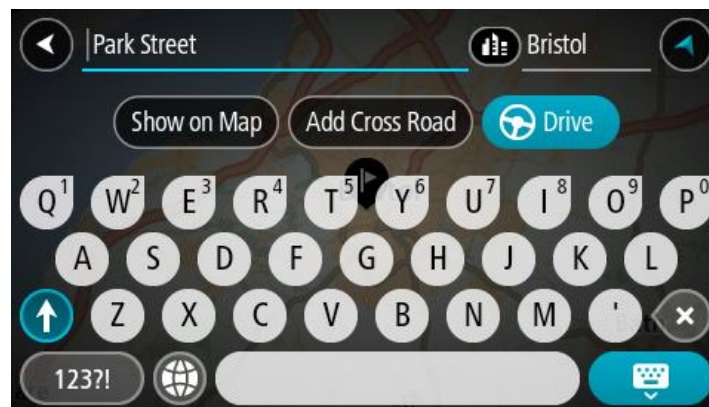 Park Street Bristol
Show on Map Add Cross Road Drive
Q1 W2 E3 R4 T5 Y6 U7 I8 O9 P0
A S D F G H J K L
Z X C V B N M '
123?!